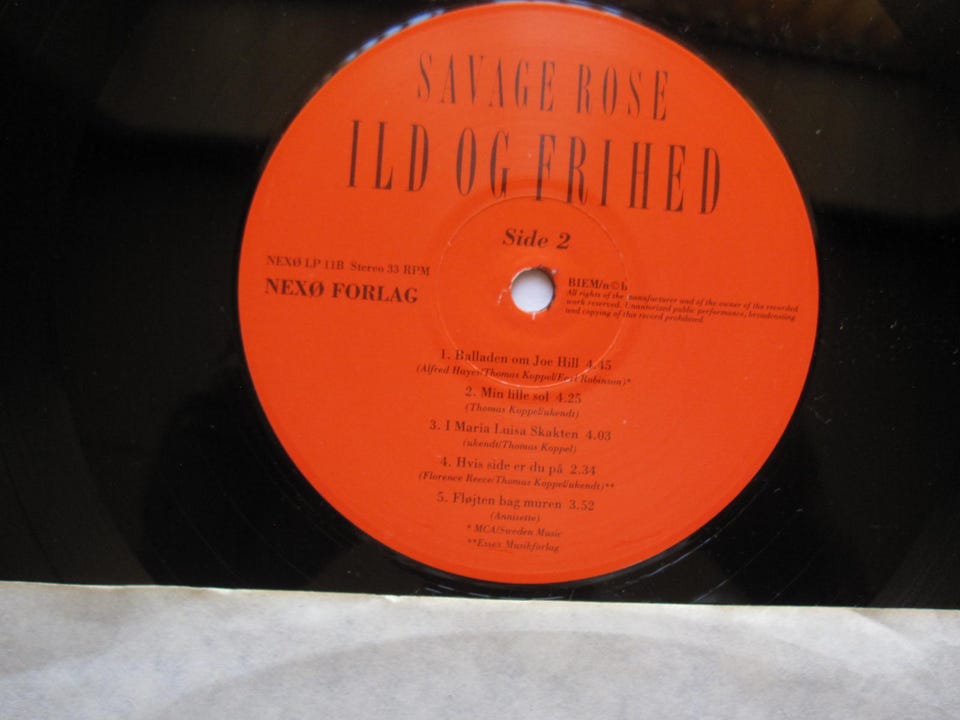 SAVAGE ROSE
ILD OG FRIHED
Side 2
NEXØ LP 11B Stereo 33 RPM
NEXØ FORLAG
BIEM/n©b
All rights of the manufacturer and of the owner of the recorded
work reserved. Unautorized public performance, broadcasting
and copying of this record prohibited.
1. Balladen om Joe Hill 4.45
(Alfred Hayes/Thomas Koppel/Earl Robinson)*
2. Min lille sol 4.25
(Thomas Koppel/ukendt)
3. I Maria Luisa Skakten 4.03
(ukendt/Thomas Koppel)
4. Hvis side er du på 2.34
(Florence Reece/Thomas Koppel/ukendt)**
5. Fløjten bag muren 3.52
(Annisette)
* MCA/Sweden Music
**Essex Musikforlag